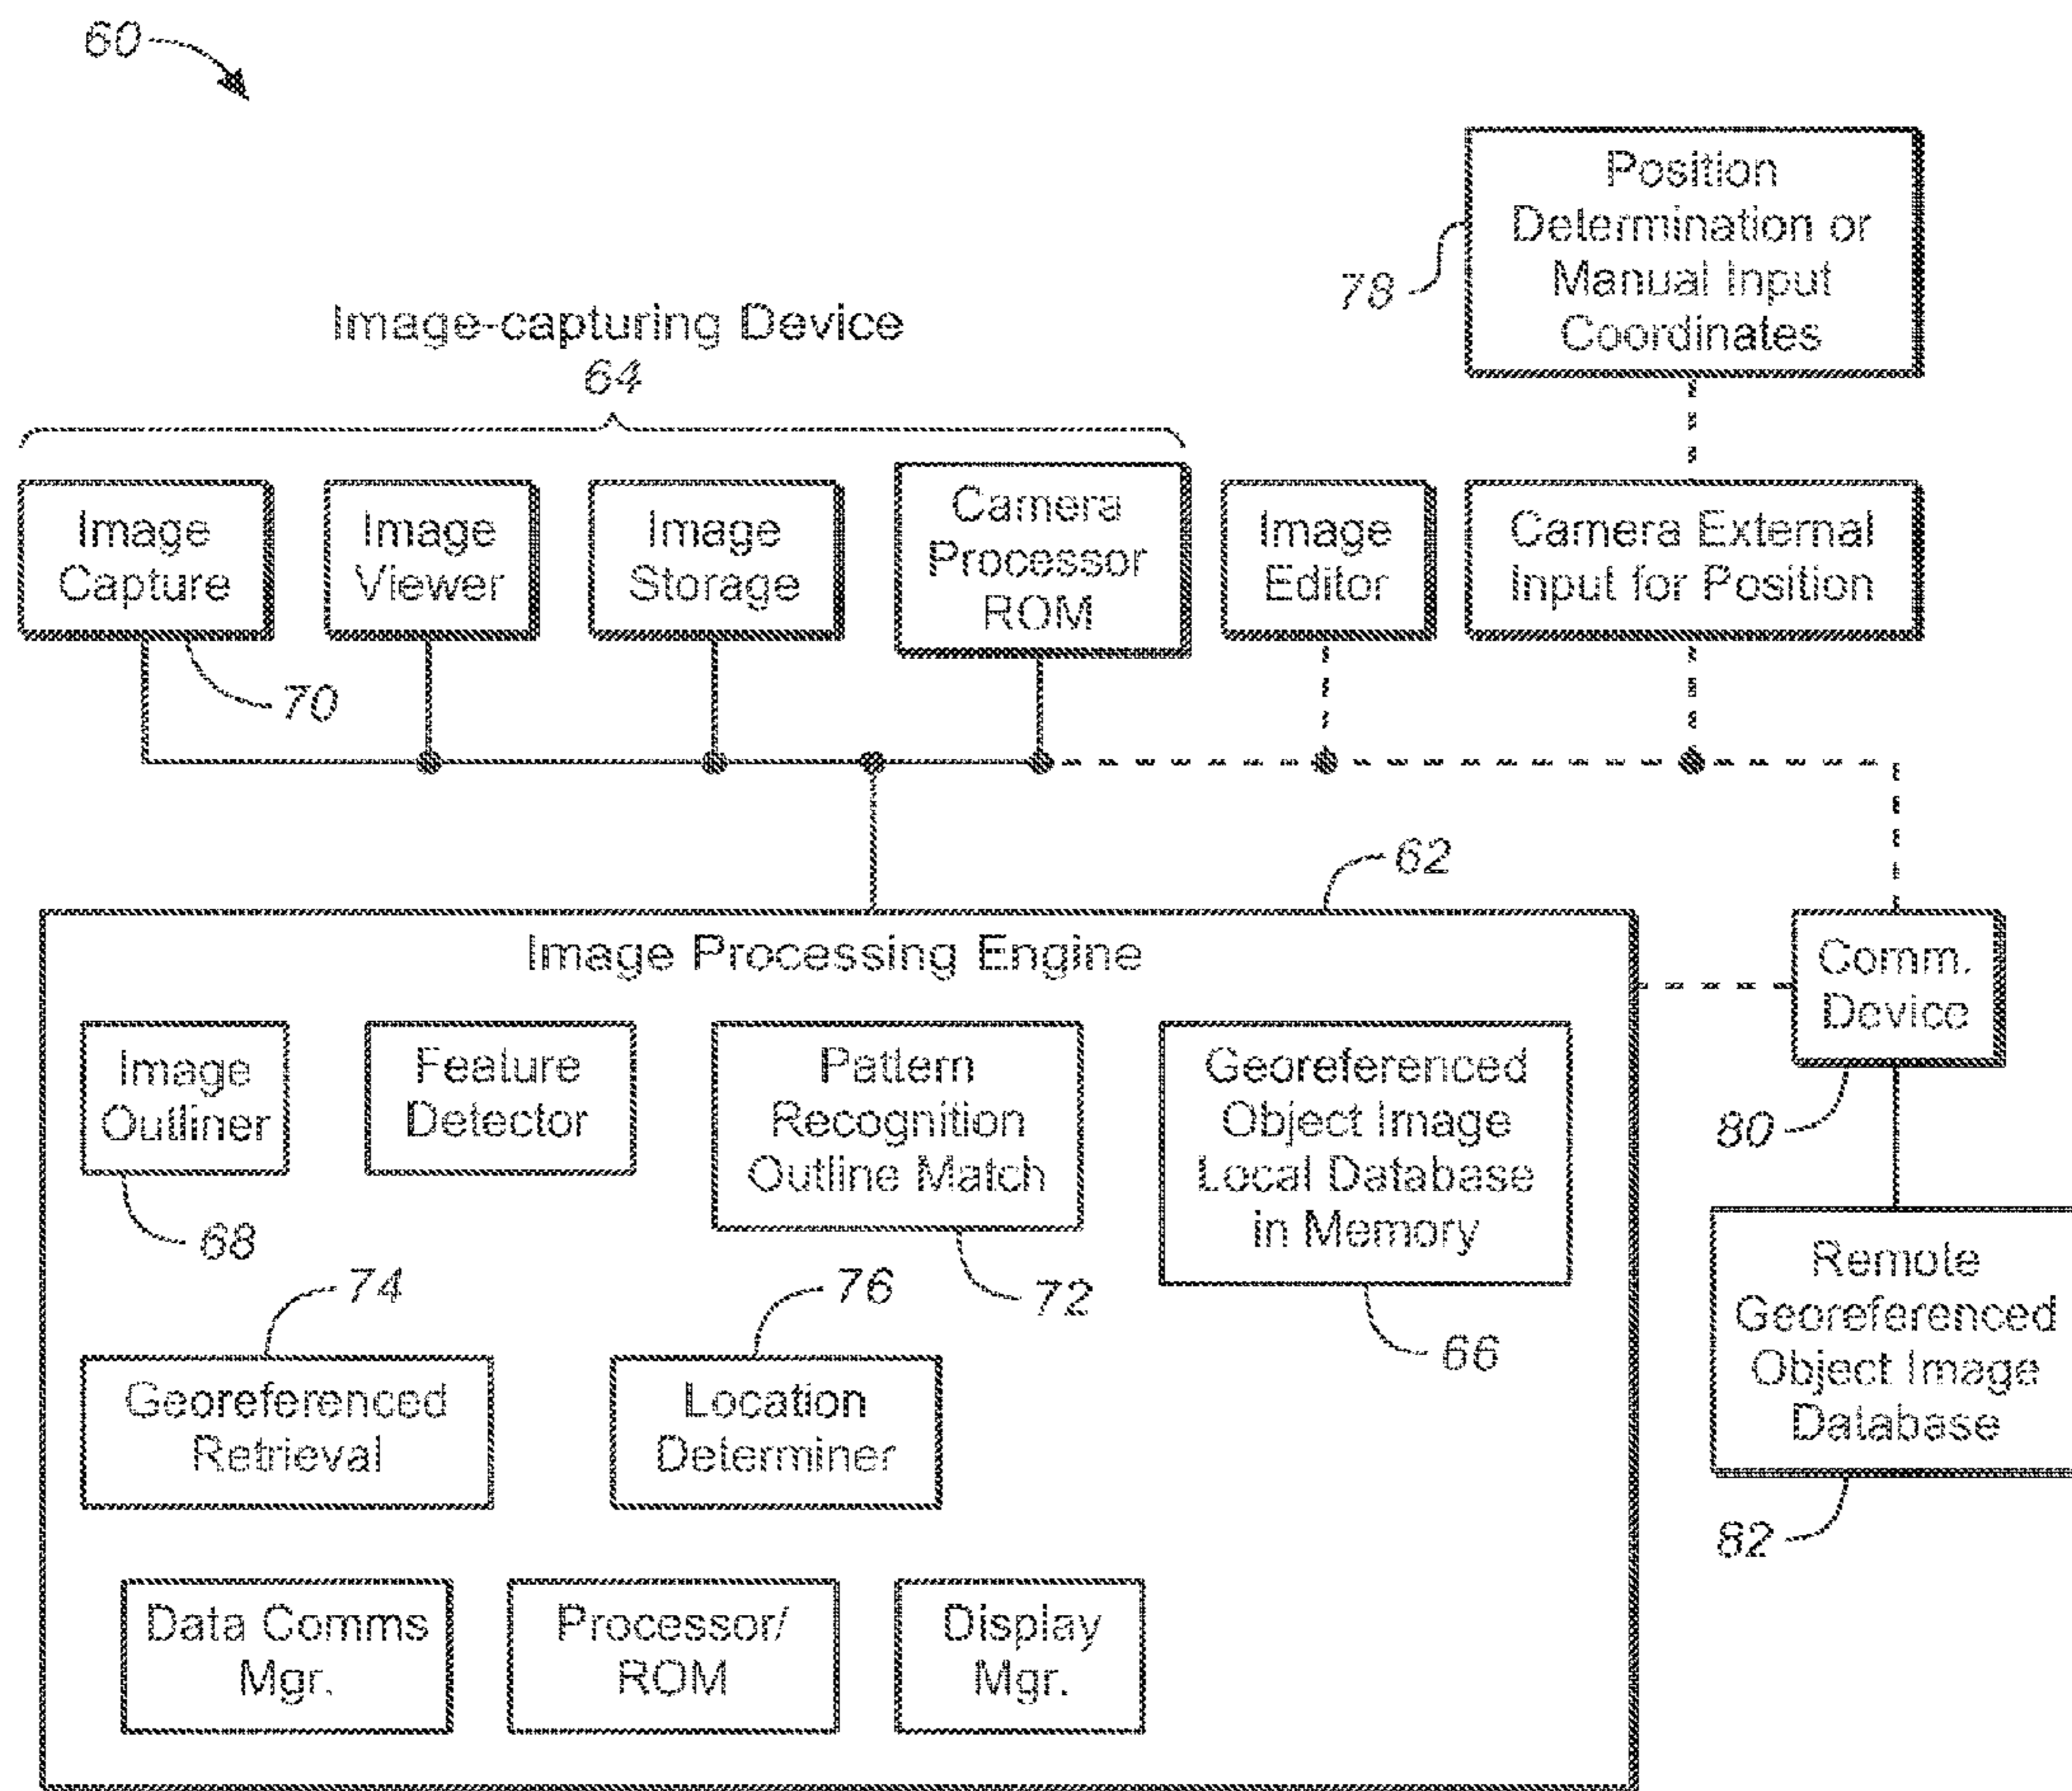 60
Position
Determination or
Manual Input
Coordinates
78
Image-capturing Device
64
Image
Capture
Image
Viewer
Image
Storage
Camera
Processor
ROM
Image
Editor
Camera External
Input for Position
70
62
Image Processing Engine
Comm.
Device
80
Image
Outliner
68
Feature
Detector
Pattern
Recognition
Outline Match
72
Georeferenced
Object Image
Local Database
in Memory
66
Remote
Georeferenced
Object Image
Database
82
74
Georeferenced
Retrieval
76
Location
Determiner
Data Comms
Mgr.
Processor/
ROM
Display
Mgr.